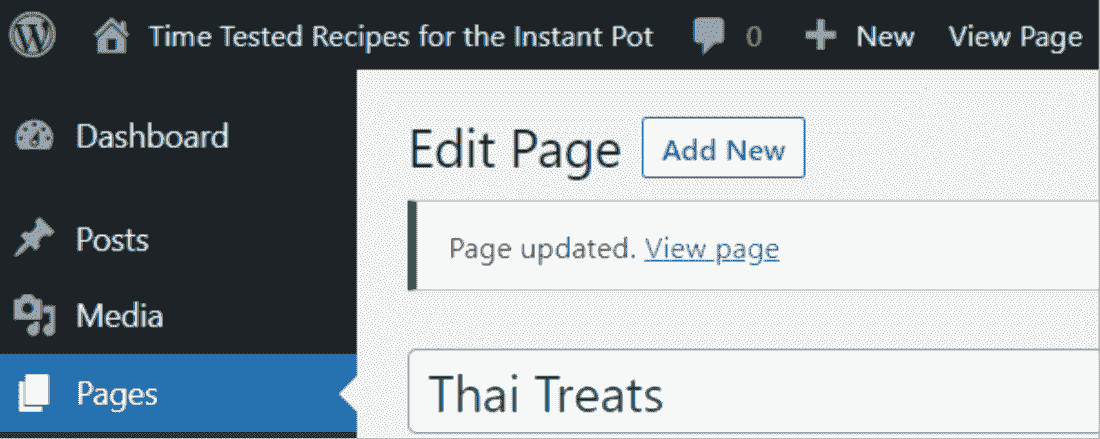 Time Tested Recipes for the Instant Pot 0 New View Page
Dashboard
Edit Page Add New
Posts
Page updated. View page
Media
Pages
Thai Treats